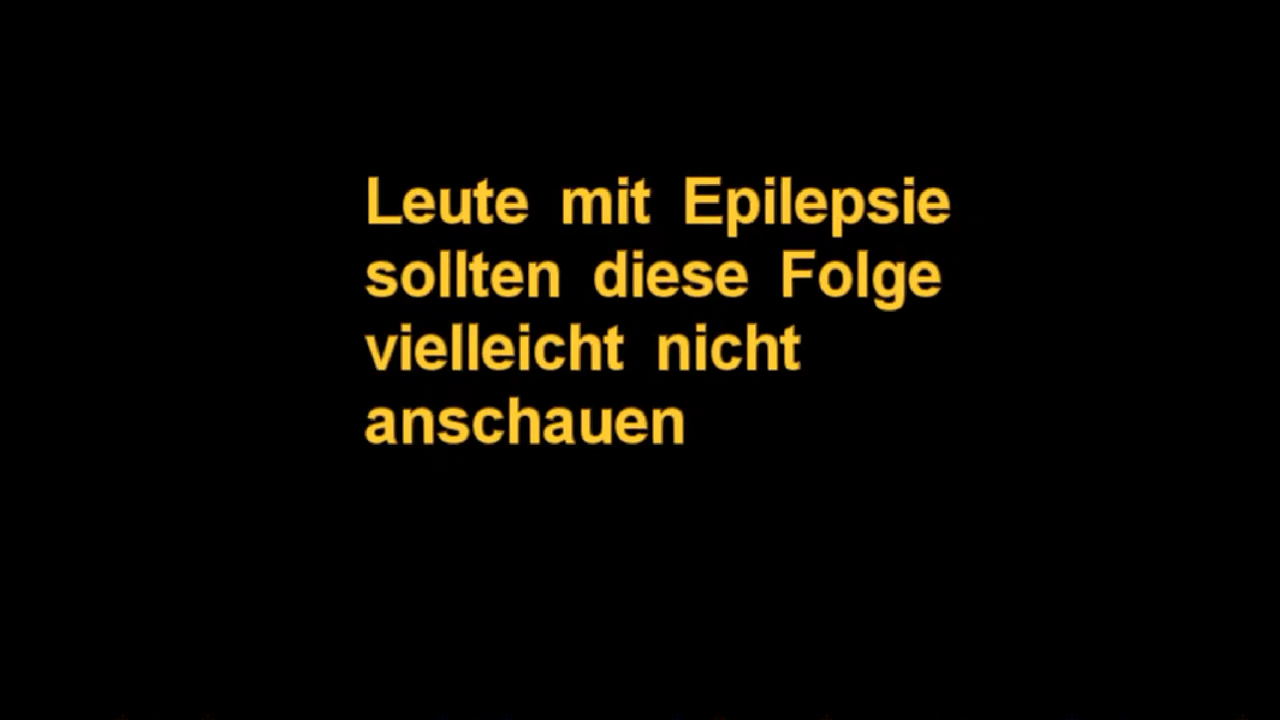 Leute mit Epilepsie
sollten diese Folge
vielleicht nicht
anschauen